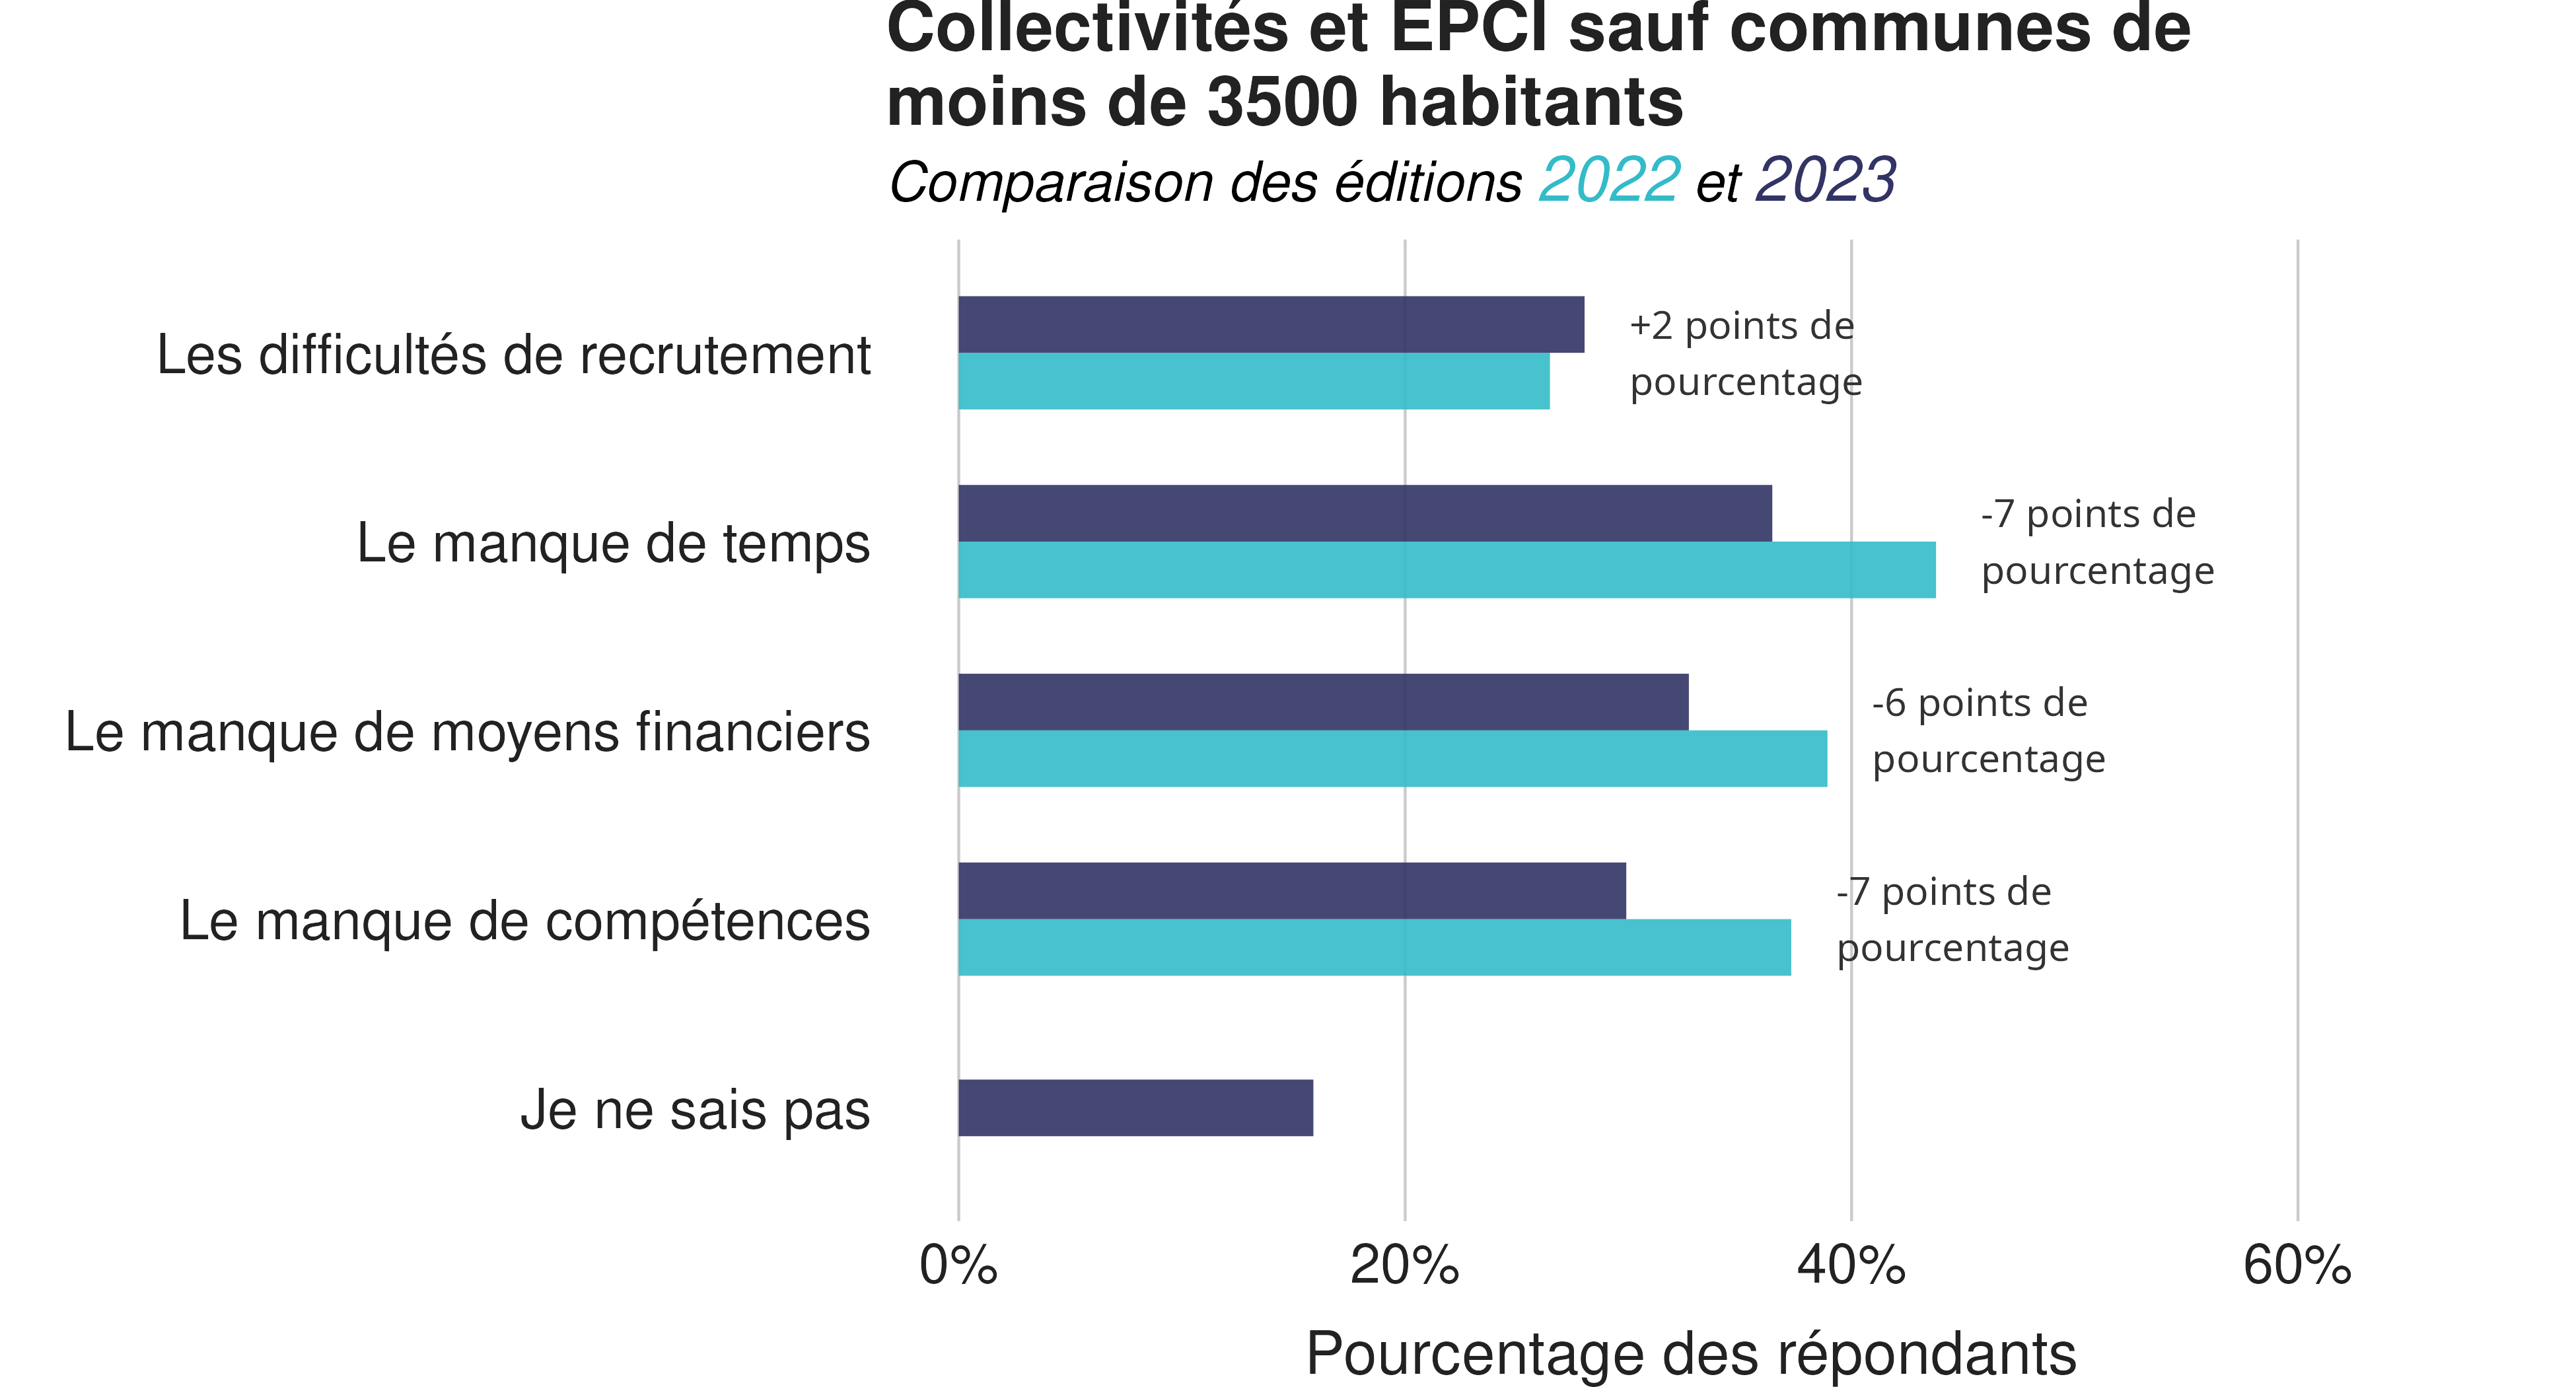 Collectivités et EPCI sauf communes de
moins de 3500 habitants
Comparaison des éditions 2022 et 2023
Les difficultés de recrutement
+2 points de
pourcentage
Le manque de temps
-7 points de
pourcentage
Le manque de moyens financiers
-6 points de
pourcentage
Le manque de compétences
-7 points de
pourcentage
Je ne sais pas
0% 20% 40% 60%
Pourcentage des répondants